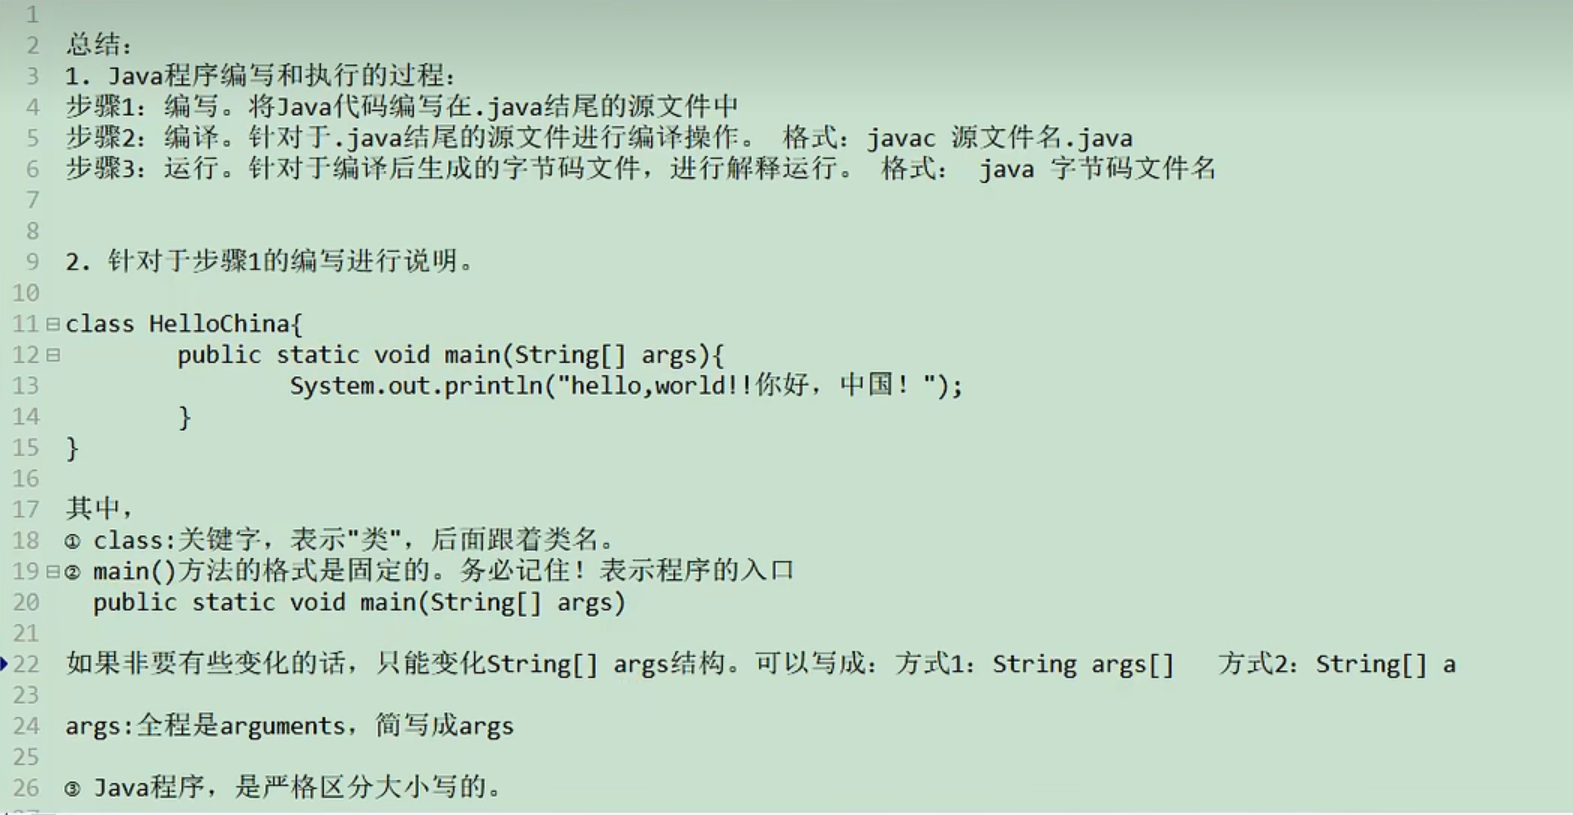 1
2 总结：
3 1. Java程序编写和执行的过程：
4 步骤1：编写。将Java代码编写在.java结尾的源文件中
5 步骤2：编译。针对于.java结尾的源文件进行编译操作。 格式：javac 源文件名.java
6 步骤3：运行。针对于编译后生成的字节码文件，进行解释运行。 格式： java 字节码文件名
7
8
9 2. 针对于步骤1的编写进行说明。
10
11 class HelloChina{
12 public static void main(String[] args){
13 System.out.println("hello,world!!你好，中国！");
14 }
15 }
16
17 其中，
18 ① class:关键字，表示"类"，后面跟着类名。
19 ② main()方法的格式是固定的。务必记住！表示程序的入口
20 public static void main(String[] args)
21
22 如果非要有些变化的话，只能变化String[] args结构。可以写成：方式1：String args[] 方式2：String[] a
23
24 args:全程是arguments，简写成args
25
26 ③ Java程序，是严格区分大小写的。